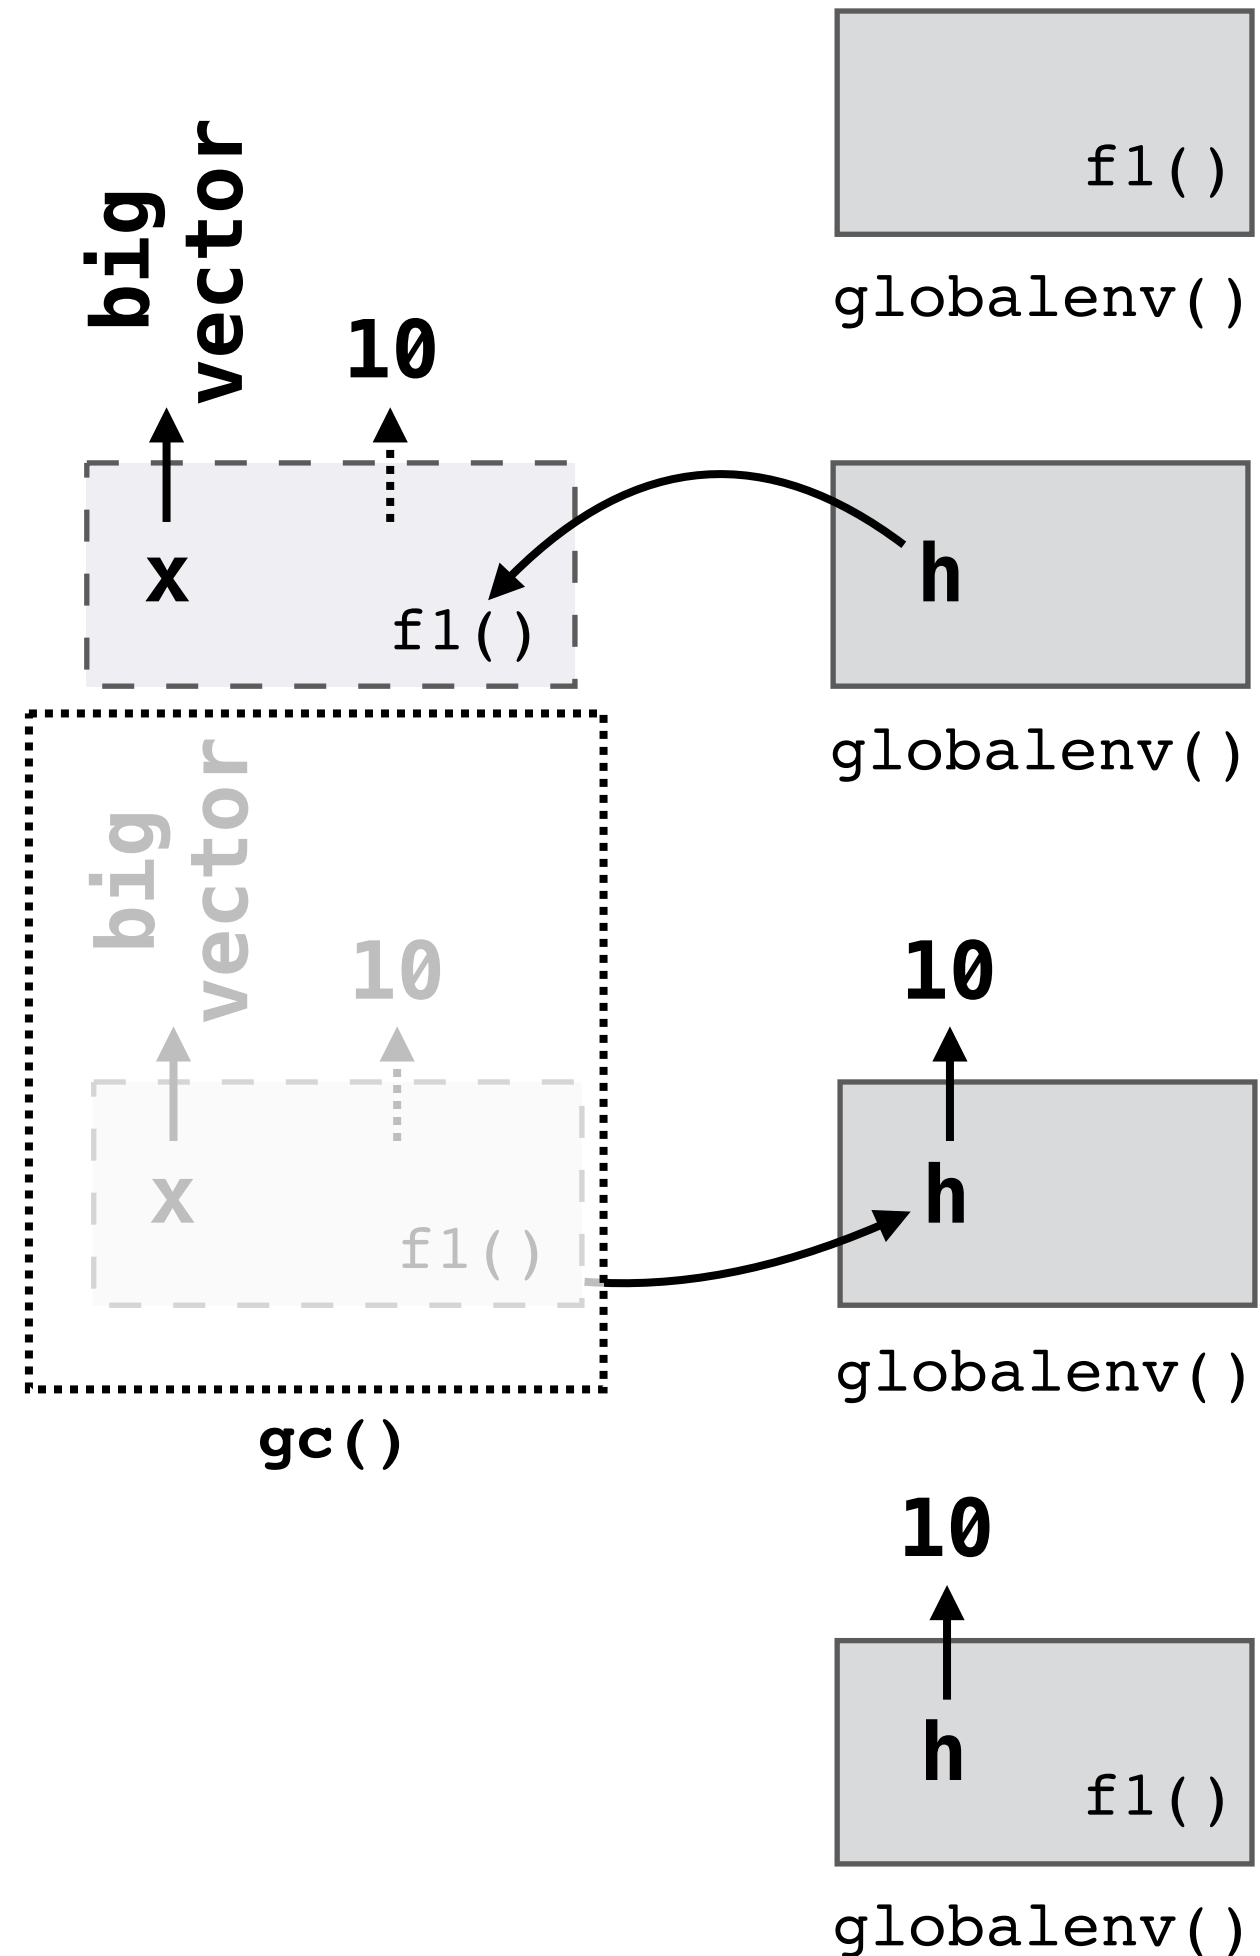 f1()
globalenv()
big
vector
10
x
f1()
h
globalenv()
big
vector
10
x
f1()
gc()
10
h
globalenv()
10
h
f1()
globalenv()